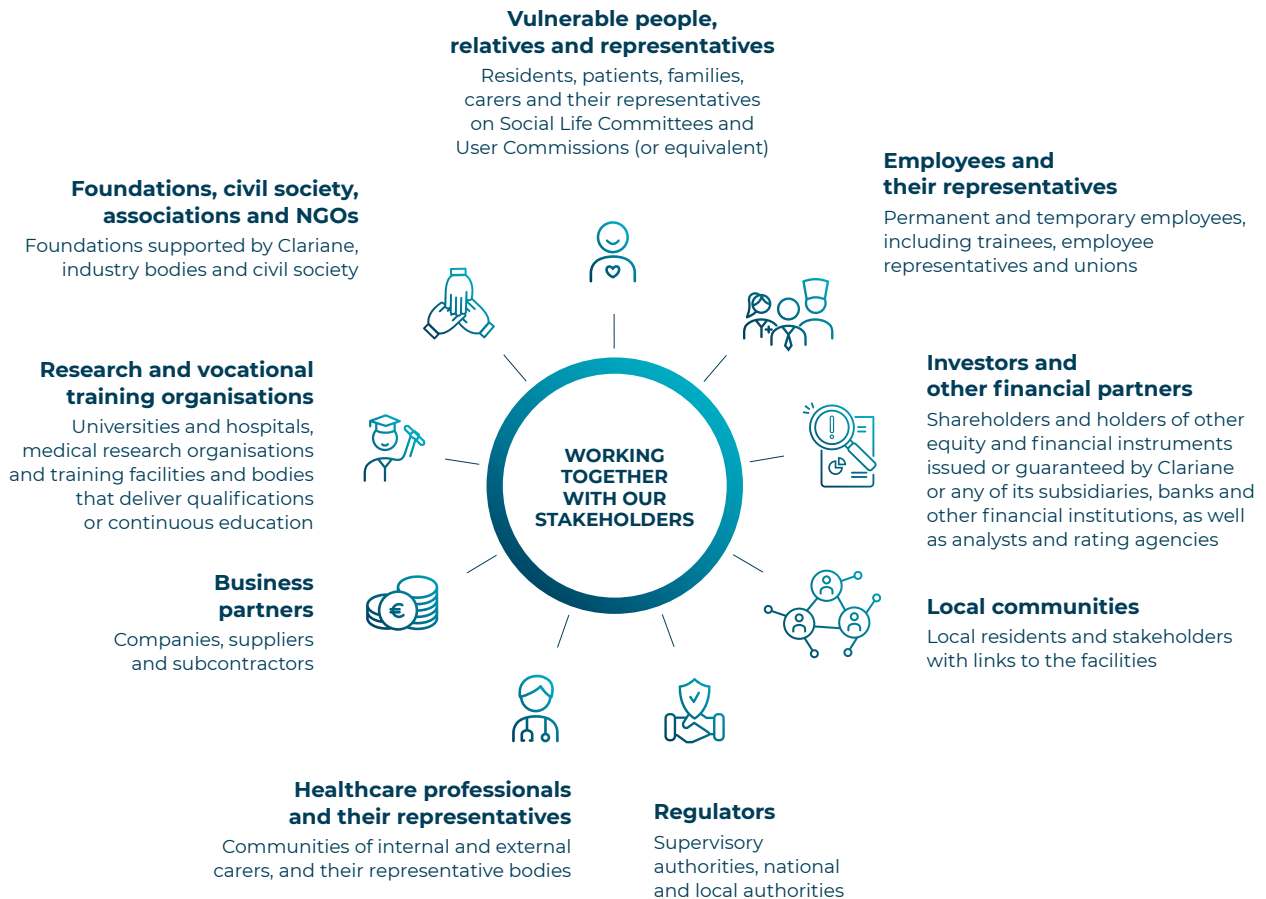 Vulnerable people,
relatives and representatives
Residents, patients, families,
carers and their representatives
on Social Life Committees and
User Commissions (or equivalent)
Employees and
their representatives
Permanent and temporary employees,
including trainees, employee
representatives and unions
Investors and
other financial partners
Shareholders and holders of other
equity and financial instruments
issued or guaranteed by Clariane
or any of its subsidiaries, banks and
other financial institutions, as well
as analysts and rating agencies
Local communities
Local residents and stakeholders
with links to the facilities
Regulators
Supervisory
authorities, national
and local authorities
Healthcare professionals
and their representatives
Communities of internal and external
carers, and their representative bodies
Business
partners
Companies, suppliers
and subcontractors
€
Research and vocational
training organisations
Universities and hospitals,
medical research organisations
and training facilities and bodies
that deliver qualifications
or continuous education
Foundations, civil society,
associations and NGOs
Foundations supported by Clariane,
industry bodies and civil society
WORKING
TOGETHER
WITH OUR
STAKEHOLDERS